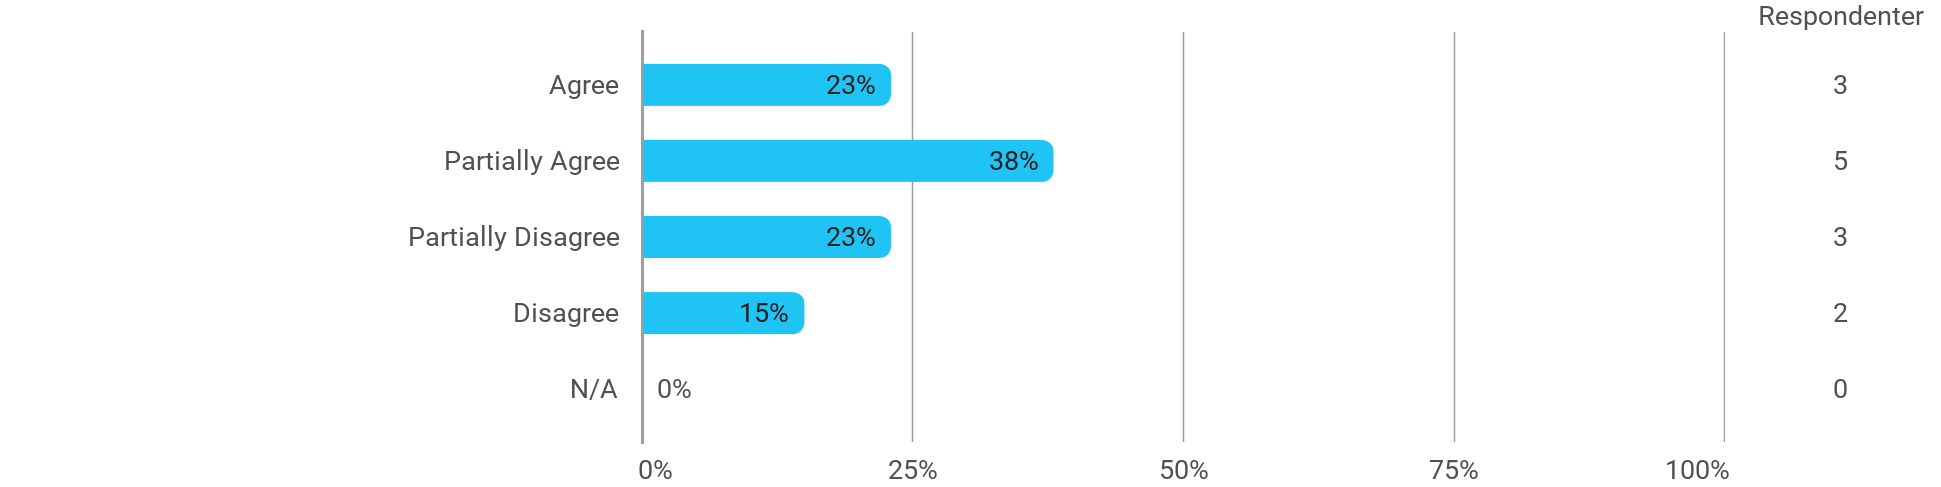 Respondenter
Agree 23% 3
Partially Agree 38% 5
Partially Disagree 23% 3
Disagree 15% 2
N/A 0% 0
0% 25% 50% 75% 100%